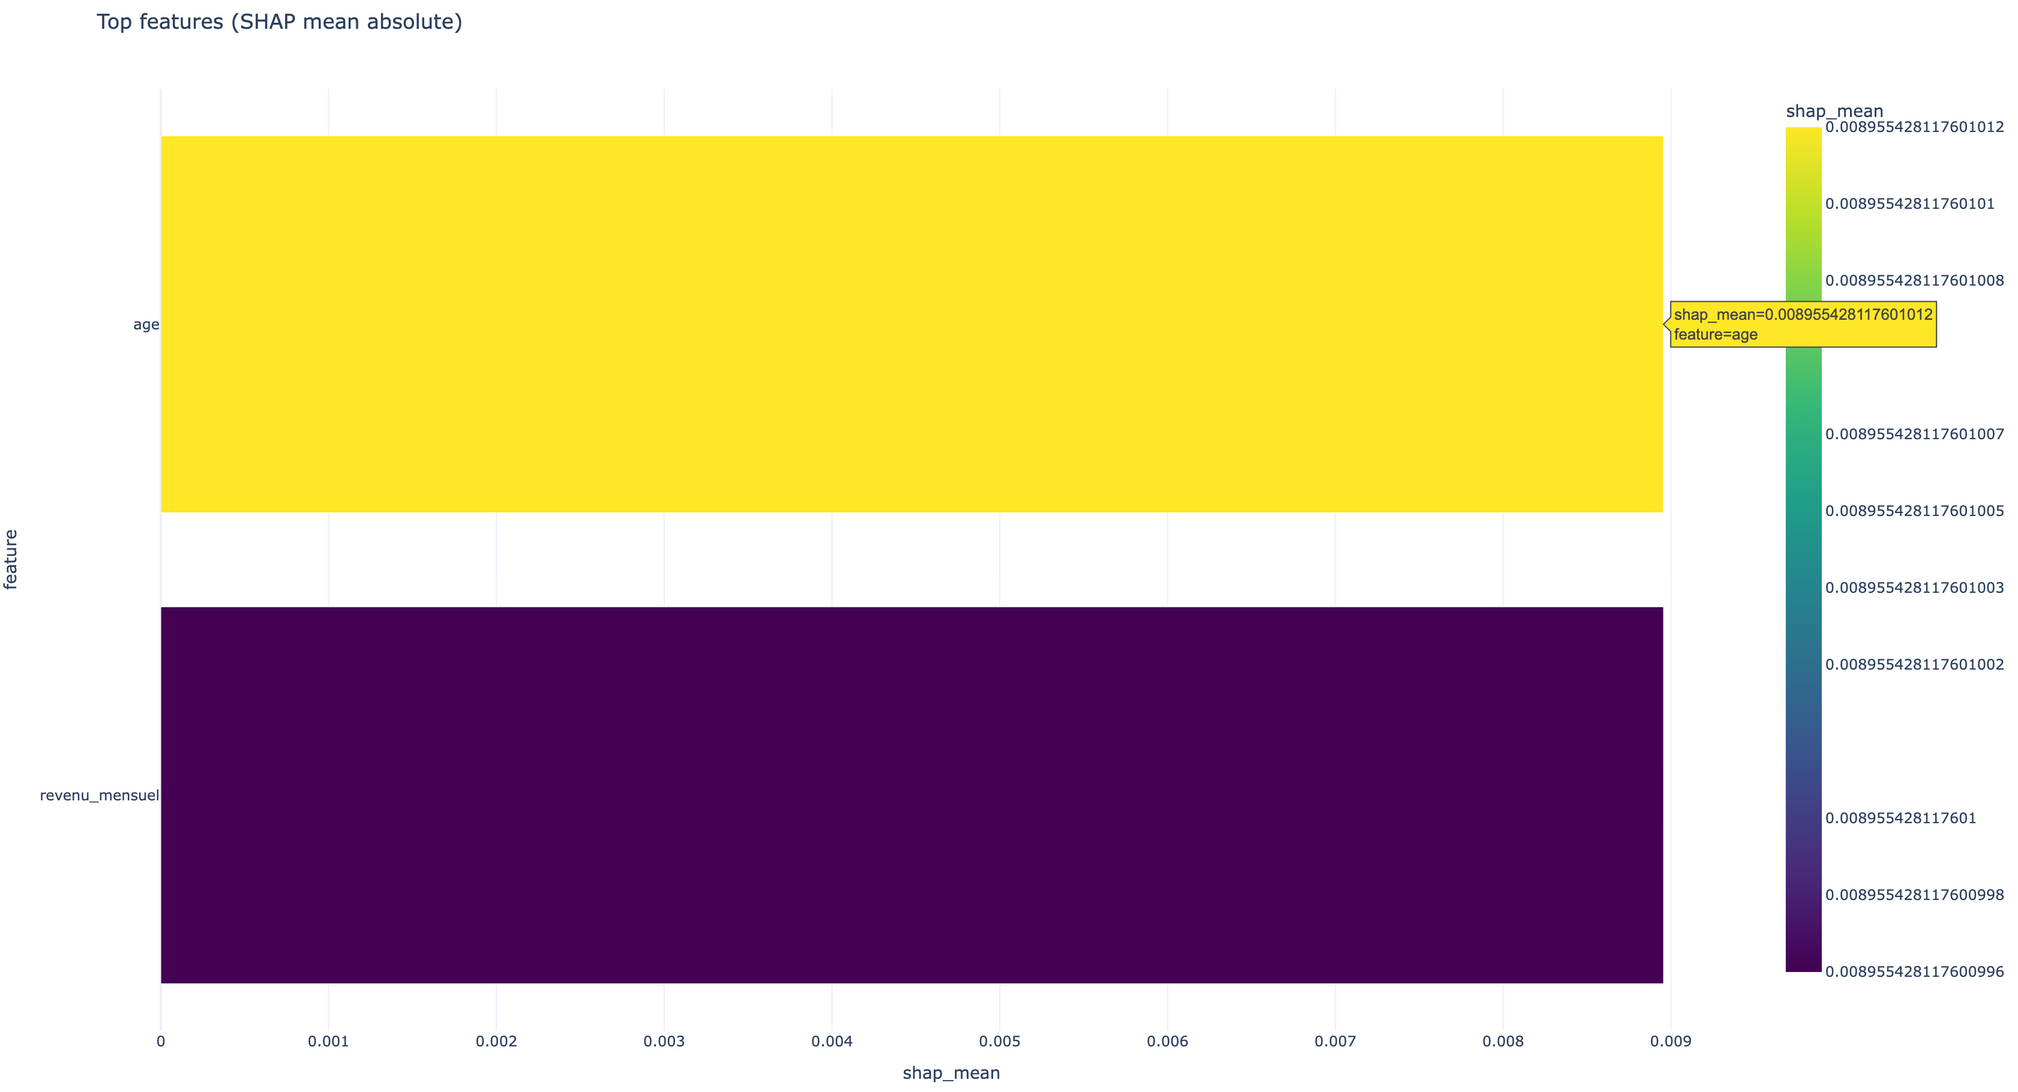 Top features (SHAP mean absolute)
shap_mean
0.008955428117601012
0.00895542811760101
0.008955428117601008
shap_mean=0.008955428117601012
feature=age
0.008955428117601007
0.008955428117601005
0.008955428117601003
0.008955428117601002
0.008955428117601
0.008955428117600998
0.008955428117600996
feature
age
revenu_mensuel
0 0.001 0.002 0.003 0.004 0.005 0.006 0.007 0.008 0.009
shap_mean